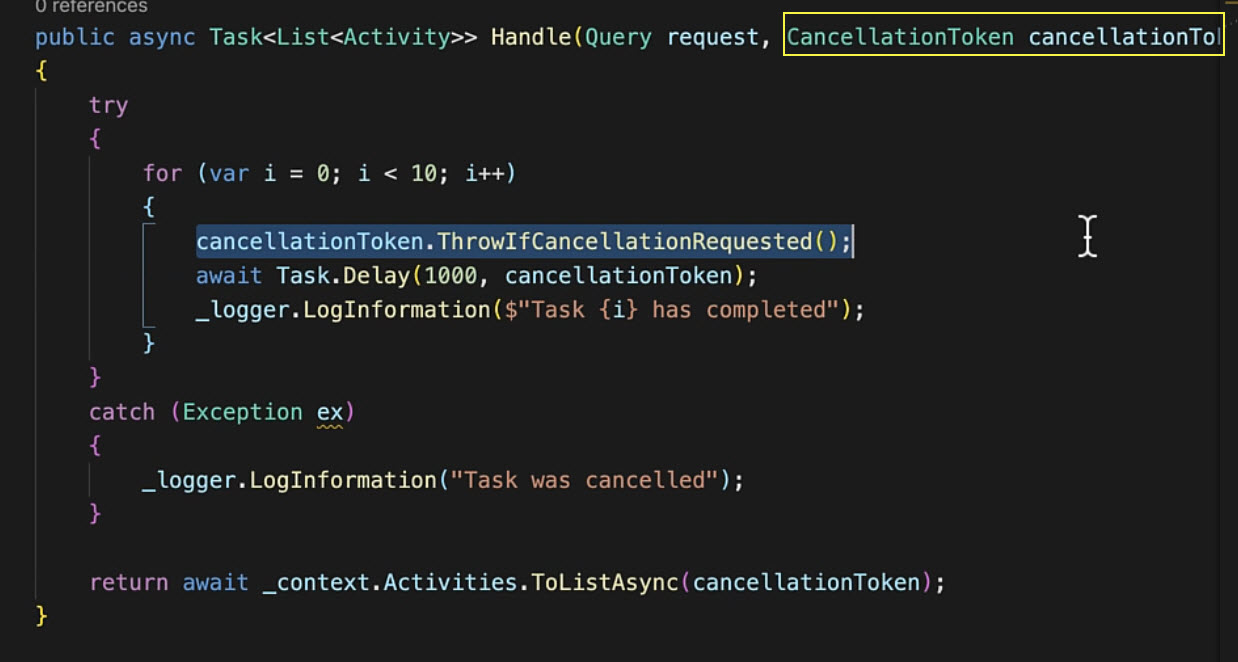 0 references
public async Task<List<Activity>> Handle(Query request, CancellationToken cancellationTo
{
try
{
for (var i = 0; i < 10; i++)
{
cancellationToken.ThrowIfCancellationRequested();
await Task.Delay(1000, cancellationToken);
_logger.LogInformation($"Task {i} has completed");
}
}
catch (Exception ex)
{
_logger.LogInformation("Task was cancelled");
}
return await _context.Activities.ToListAsync(cancellationToken);
}